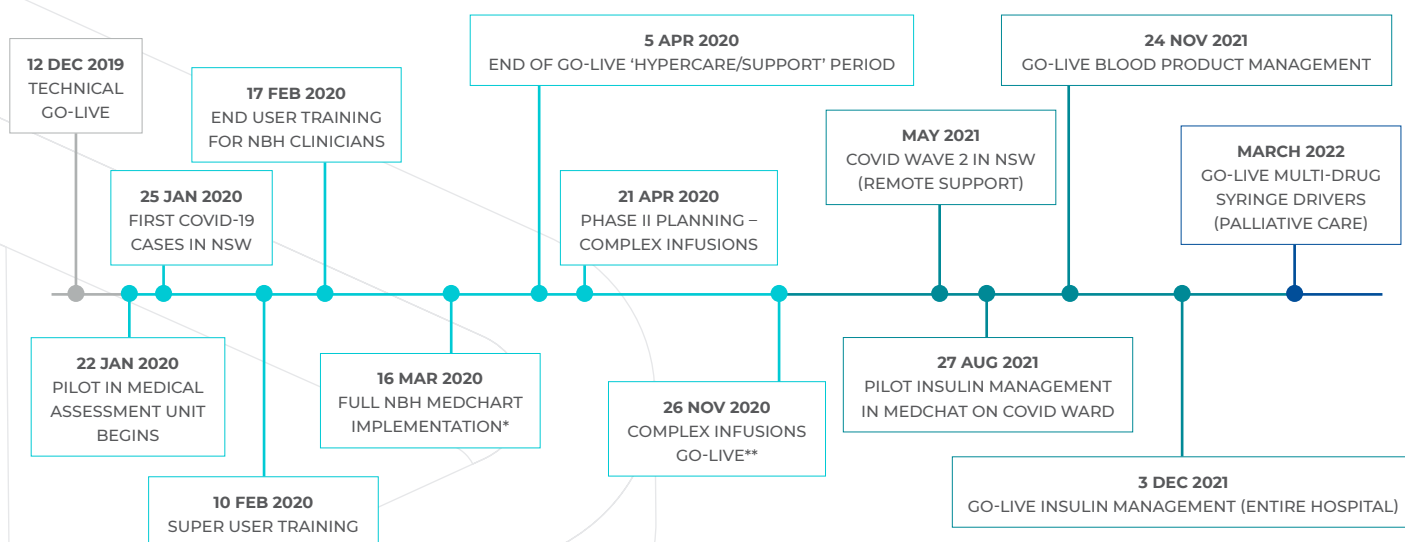 12 DEC 2019
TECHNICAL
GO-LIVE
22 JAN 2020
PILOT IN MEDICAL
ASSESSMENT UNIT
BEGINS
25 JAN 2020
FIRST COVID-19
CASES IN NSW
10 FEB 2020
SUPER USER TRAINING
17 FEB 2020
END USER TRAINING
FOR NBH CLINICIANS
16 MAR 2020
FULL NBH MEDCHART
IMPLEMENTATION*
5 APR 2020
END OF GO-LIVE ‘HYPERCARE/SUPPORT’ PERIOD
21 APR 2020
PHASE II PLANNING –
COMPLEX INFUSIONS
26 NOV 2020
COMPLEX INFUSIONS
GO-LIVE**
MAY 2021
COVID WAVE 2 IN NSW
(REMOTE SUPPORT)
27 AUG 2021
PILOT INSULIN MANAGEMENT
IN MEDCHAT ON COVID WARD
24 NOV 2021
GO-LIVE BLOOD PRODUCT MANAGEMENT
3 DEC 2021
GO-LIVE INSULIN MANAGEMENT (ENTIRE HOSPITAL)
MARCH 2022
GO-LIVE MULTI-DRUG
SYRINGE DRIVERS
(PALLIATIVE CARE)